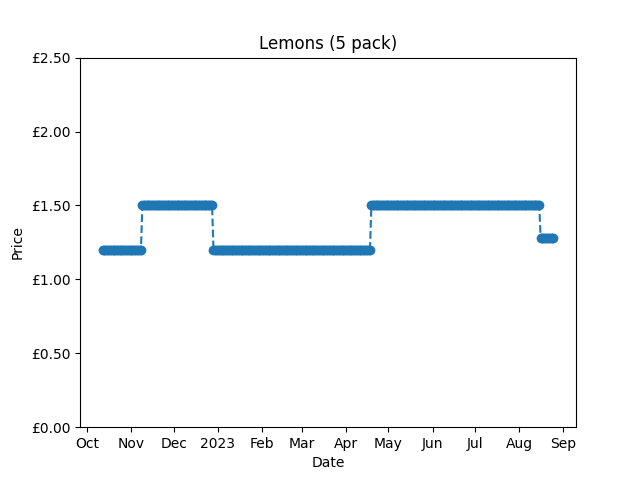 Lemons (5 pack)
£2.50
£2.00
£1.50
£1.00
£0.50
£0.00
Price
Oct Nov Dec 2023 Feb Mar Apr May Jun Jul Aug Sep
Date